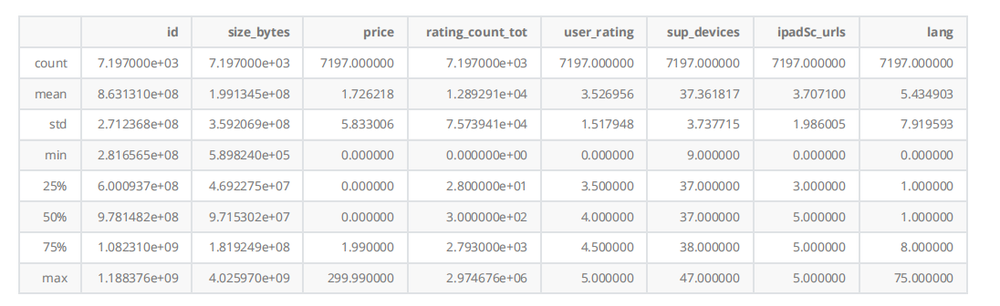 id size_bytes price rating_count_tot user_rating sup_devices ipadSc_urls lang
count 7.197000e+03 7.197000e+03 7197.000000 7.197000e+03 7197.000000 7197.000000 7197.000000 7197.000000
mean 8.631310e+08 1.991345e+08 1.726218 1.289291e+04 3.526956 37.361817 3.707100 5.434903
std 2.712368e+08 3.592069e+08 5.833006 7.573941e+04 1.517948 3.737715 1.986005 7.919593
min 2.816565e+08 5.898240e+05 0.000000 0.000000e+00 0.000000 9.000000 0.000000 0.000000
25% 6.000937e+08 4.692275e+07 0.000000 2.800000e+01 3.500000 37.000000 3.000000 1.000000
50% 9.781482e+08 9.715302e+07 0.000000 3.000000e+02 4.000000 37.000000 5.000000 1.000000
75% 1.082310e+09 1.819249e+08 1.990000 2.793000e+03 4.500000 38.000000 5.000000 8.000000
max 1.188376e+09 4.025970e+09 299.990000 2.974676e+06 5.000000 47.000000 5.000000 75.000000